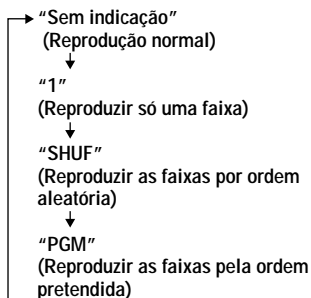 “Sem indicação”
(Reprodução normal)
“1”
(Reproduzir só uma faixa)
“SHUF”
(Reproduzir as faixas por ordem
aleatória)
“PGM”
(Reproduzir as faixas pela ordem
pretendida)